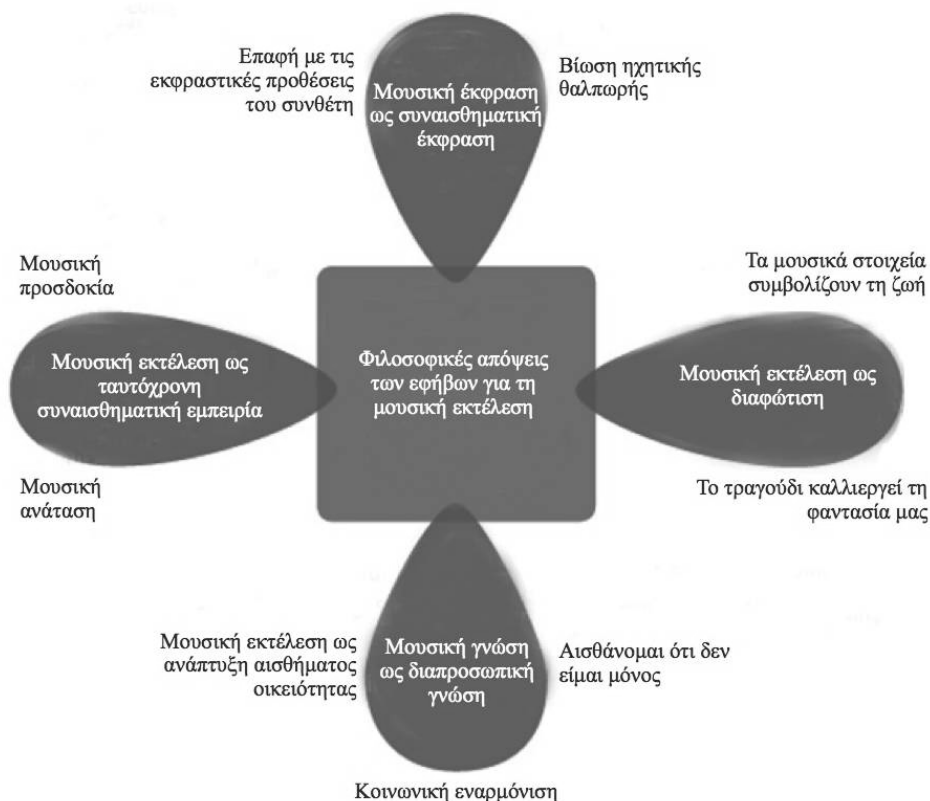 Επαφή με τις
εκφραστικές προθέσεις
του συνθέτη
Μουσική έκφραση
ως συναισθηματική
έκφραση
Βίωση ηχητικής
θαλπωρής
Μουσική
προσδοκία
Μουσική εκτέλεση ως
ταυτόχρονη
συναισθηματική εμπειρία
Μουσική
ανάταση
Φιλοσοφικές απόψεις
των εφήβων για τη
μουσική εκτέλεση
Τα μουσικά στοιχεία
συμβολίζουν τη ζωή
Μουσική εκτέλεση ως
διαφώτιση
Το τραγούδι καλλιεργεί τη
φαντασία μας
Μουσική εκτέλεση ως
ανάπτυξη αισθήματος
οικειότητας
Μουσική γνώση
ως διαπροσωπική
γνώση
Αισθάνομαι ότι δεν
είμαι μόνος
Κοινωνική εναρμόνιση